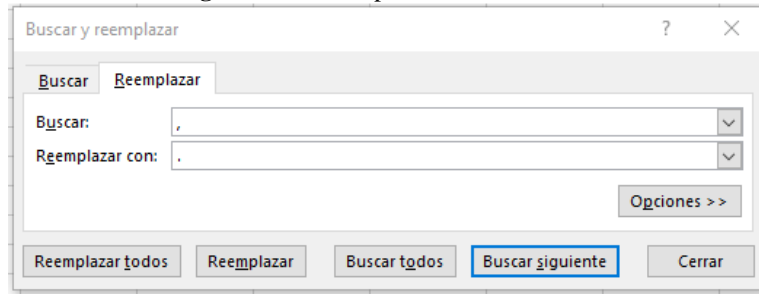 Buscar y reemplazar ? ×
Buscar Reemplazar
Buscar: ,
Reemplazar con: .
Opciones >>
Reemplazar todos Reemplazar Buscar todos Buscar siguiente Cerrar